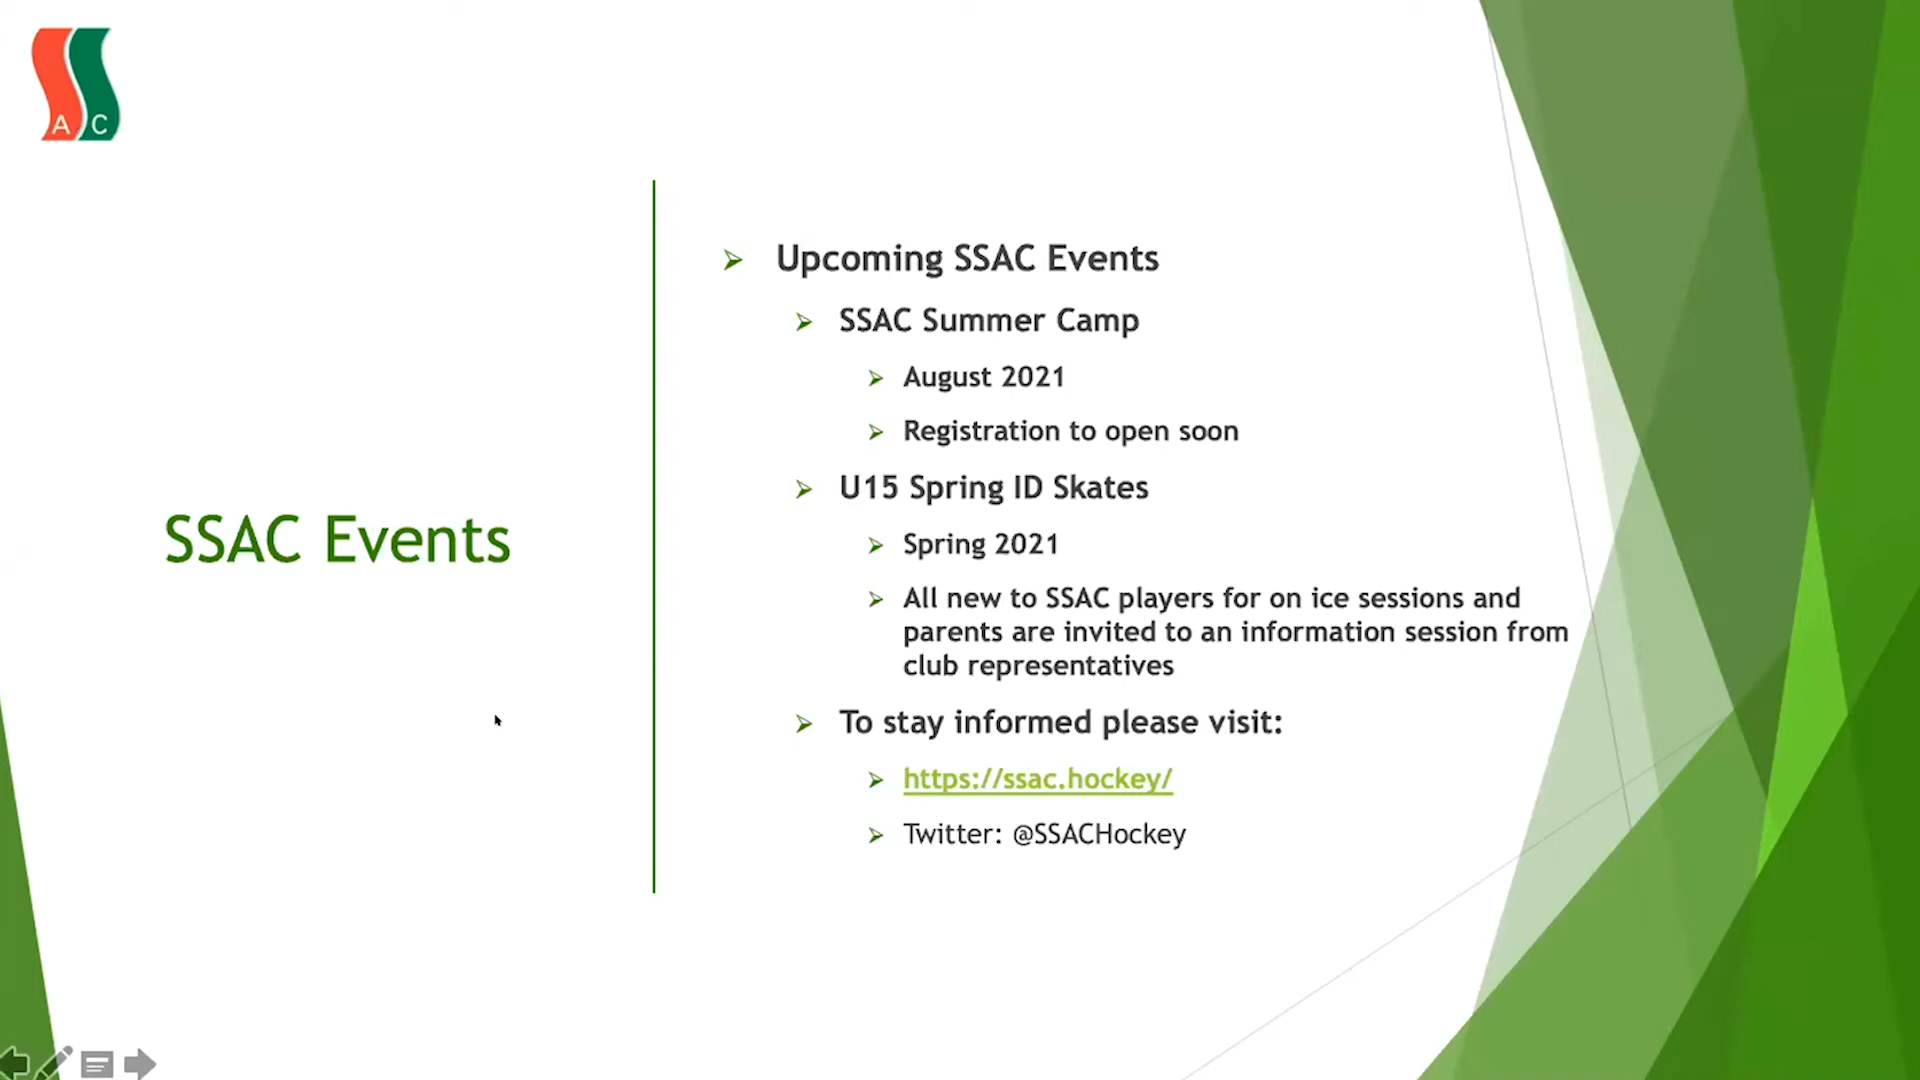 A C
SSAC Events
Upcoming SSAC Events
SSAC Summer Camp
August 2021
Registration to open soon
U15 Spring ID Skates
Spring 2021
All new to SSAC players for on ice sessions and
parents are invited to an information session from
club representatives
To stay informed please visit:
https://ssac.hockey/
Twitter: @SSACHockey